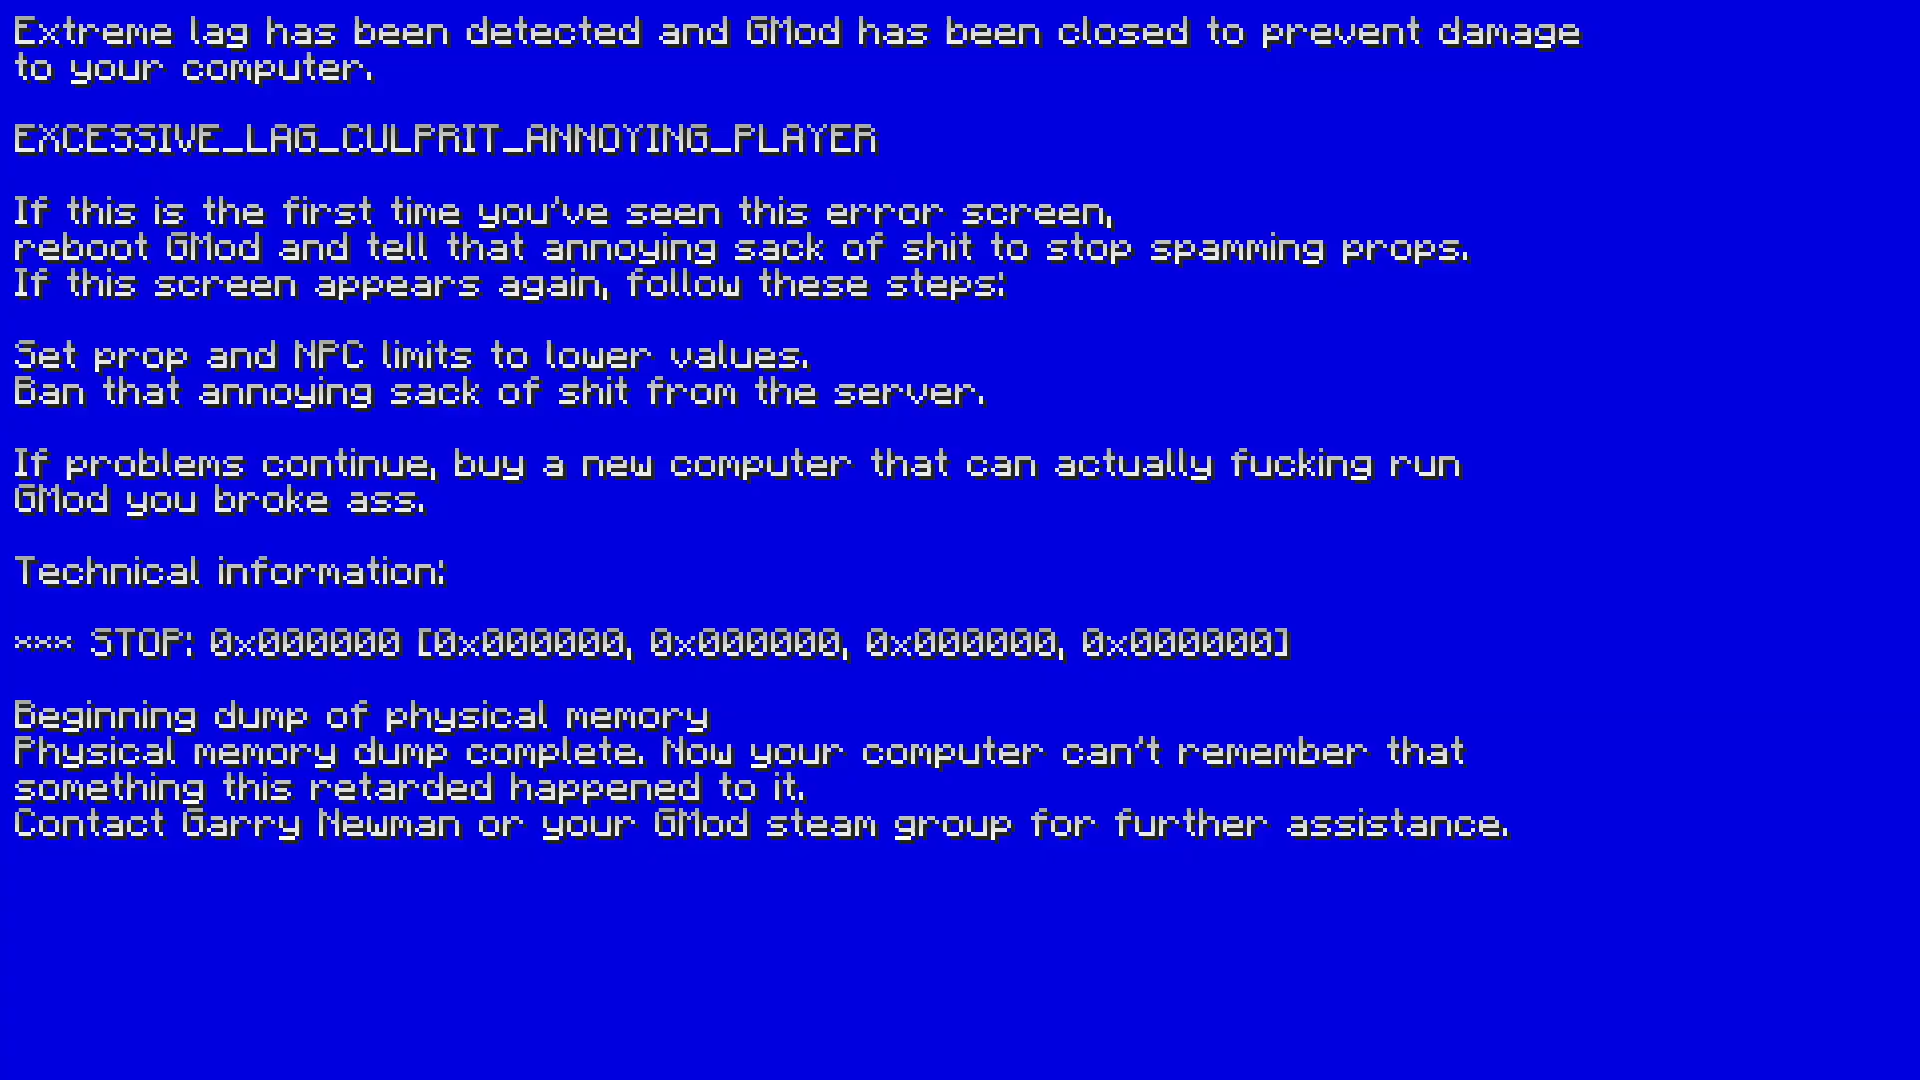 Extreme lag has been detected and GMod has been closed to prevent damage
to your computer.
EXCESSIVE_LAG_CULPRIT_ANNOYING_PLAYER
If this is the first time you've seen this error screen,
reboot GMod and tell that annoying sack of shit to stop spamming props.
If this screen appears again, follow these steps:
Set prop and NPC limits to lower values.
Ban that annoying sack of shit from the server.
If problems continue, buy a new computer that can actually fucking run
GMod you broke ass.
Technical information:
*** STOP: 0x000000 [0x000000, 0x000000, 0x000000, 0x000000]
Beginning dump of physical memory
Physical memory dump complete. Now your computer can't remember that
something this retarded happened to it.
Contact Garry Newman or your GMod steam group for further assistance.